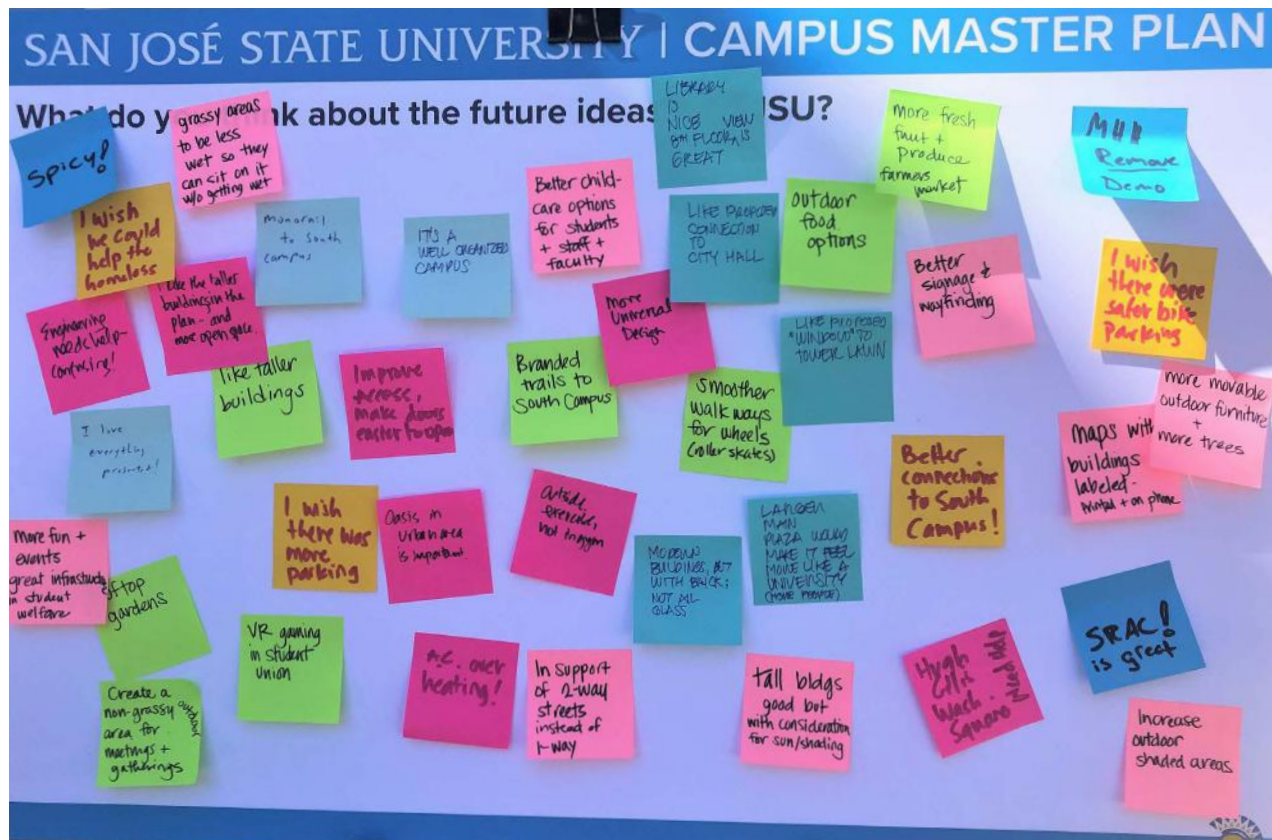 SAN JOSÉ STATE UNIVERSITY | CAMPUS MASTER PLAN
What do y nk about the future ideas SU?
spicy!
grassy areas
to be less
wet so they
can sit on it
w/o getting wet
LIBRARY
IS
NICE VIEW
8TH FLOOR IS
GREAT
more fresh
fruit +
produce
farmers
market
MHH
Remove
Demo
I wish
we could
help the
homeless
monorail
to South
campus
IT'S A
WELL ORGANIZED
CAMPUS
Better child-
care options
for students
+ staff +
faculty
LIKE PROPOSED
CONNECTION
TO
CITY HALL
outdoor
food
options
Better
signage &
wayfinding
I wish
there were
safer bike
parking
Engineering
needs help-
confusing!
I like the taller
buildings in the
plan - and
more open space.
like taller
buildings
Improve
access,
make doors
easier to open
Branded
trails to
South Campus
More
Universal
Design
Smoother
walk ways
for wheels
(roller skates)
LIKE PROPOSED
"WINDOW" TO
TOWER LAWN
more movable
outdoor furniture
+
more trees
Maps with
buildings
labeled-
printed + on phone
I love
everything
present!
I wish
there was
more
parking
Oasis in
urban area
is important
Outside
exercise,
not in gym
MODERN
BUILDINGS, BUT
WITH BRICK;
NOT ALL
GLASS
LARGER
MAIN
PLAZA WOULD
MAKE IT FEEL
MORE LIKE A
UNIVERSITY
Better
connections
to South
Campus!
More fun +
events
great infrastructu
in student
welfare
ftop
gardens
VR gaming
in student
union
A.C. over
heating!
In support
of 2-way
streets
instead of
1-way
tall bldgs
good but
with consideration
for sun/shading
Hugh
Gillis
Wash
Square
Need Help
SRAC!
is great
Create a
non-grassy
outdoor
area for
meetings +
gatherings
Increase
outdoor
shaded areas